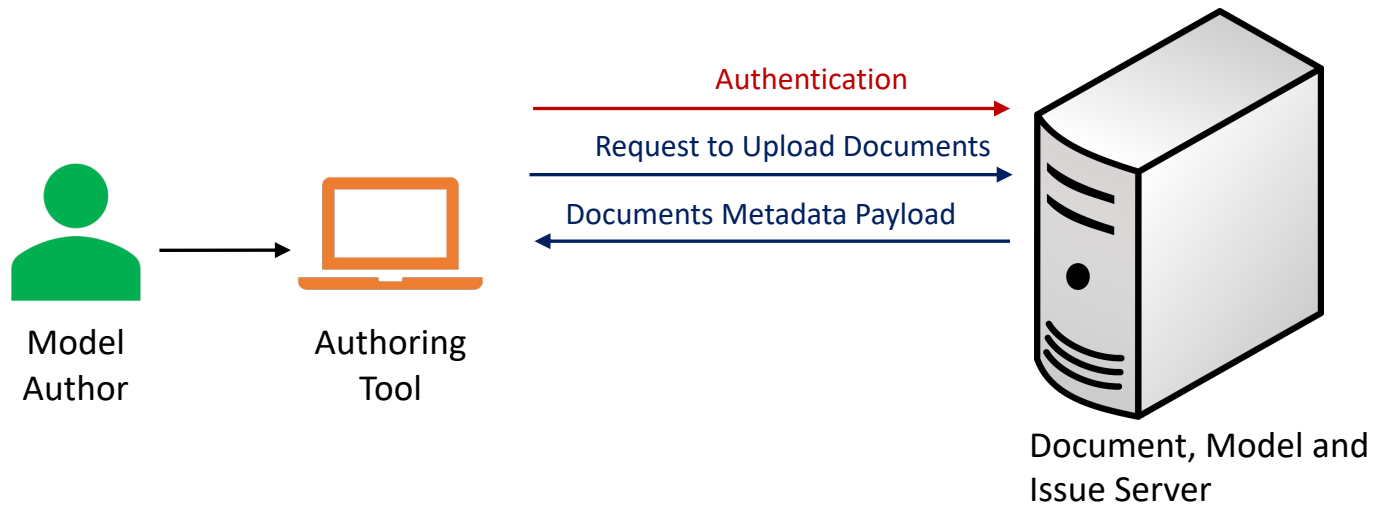 Authentication
Request to Upload Documents
Documents Metadata Payload
Model
Author
Authoring
Tool
Document, Model and
Issue Server